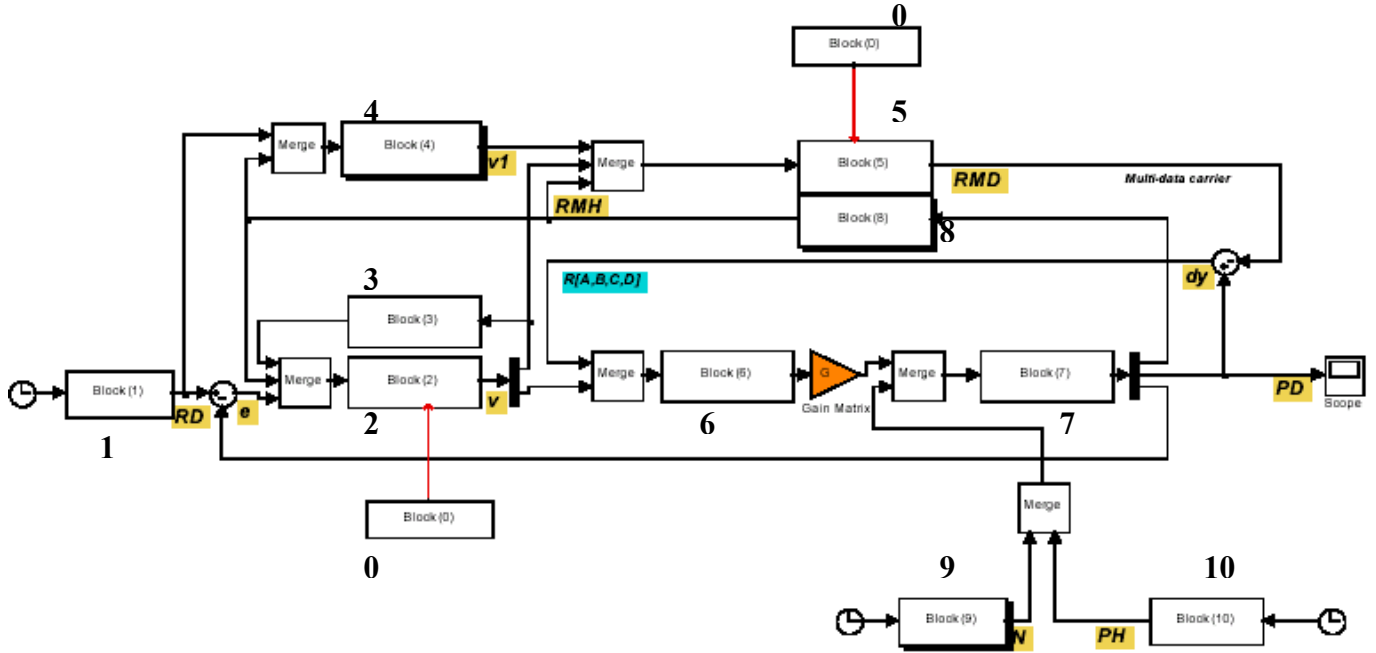 0
Block(0)
4
5
Merge
Block(4)
v1
Merge
Block(5)
RMD
Multi-data carrier
RMH
Block(8)
8
dy
R[A,B,C,D]
3
Block(3)
Merge
Block(2)
v
Merge
Block(6)
G
Gain Matrix
Merge
Block(7)
PD
Scope
Block(1)
RD
e
1
2
6
7
Block(0)
0
Merge
9
10
Block(9)
N
PH
Block(10)